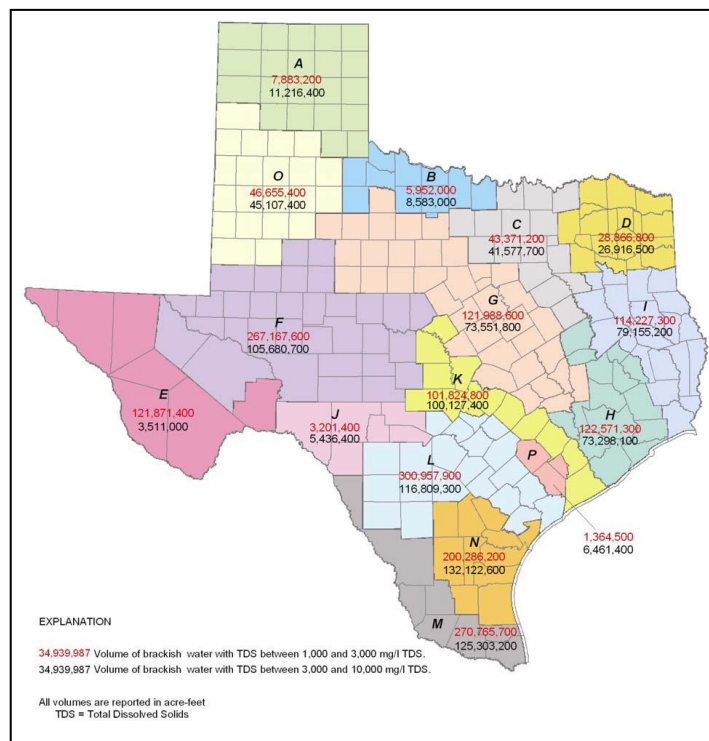 A
7,883,200
11,216,400
O
46,655,400
45,107,400
B
5,952,000
8,583,000
C
43,371,200
41,577,700
D
28,866,800
26,916,500
G
121,988,600
73,551,800
I
114,227,300
79,155,200
F
267,167,600
105,680,700
E
121,871,400
3,511,000
K
101,824,800
100,127,400
H
122,571,300
73,298,100
J
3,201,400
5,436,400
L
300,957,900
116,809,300
P
1,364,500
6,461,400
N
200,286,200
132,122,600
M
270,765,700
125,303,200
EXPLANATION
34,939,987 Volume of brackish water with TDS between 1,000 and 3,000 mg/l TDS.
34,939,987 Volume of brackish water with TDS between 3,000 and 10,000 mg/l TDS.
All volumes are reported in acre-feet
TDS = Total Dissolved Solids